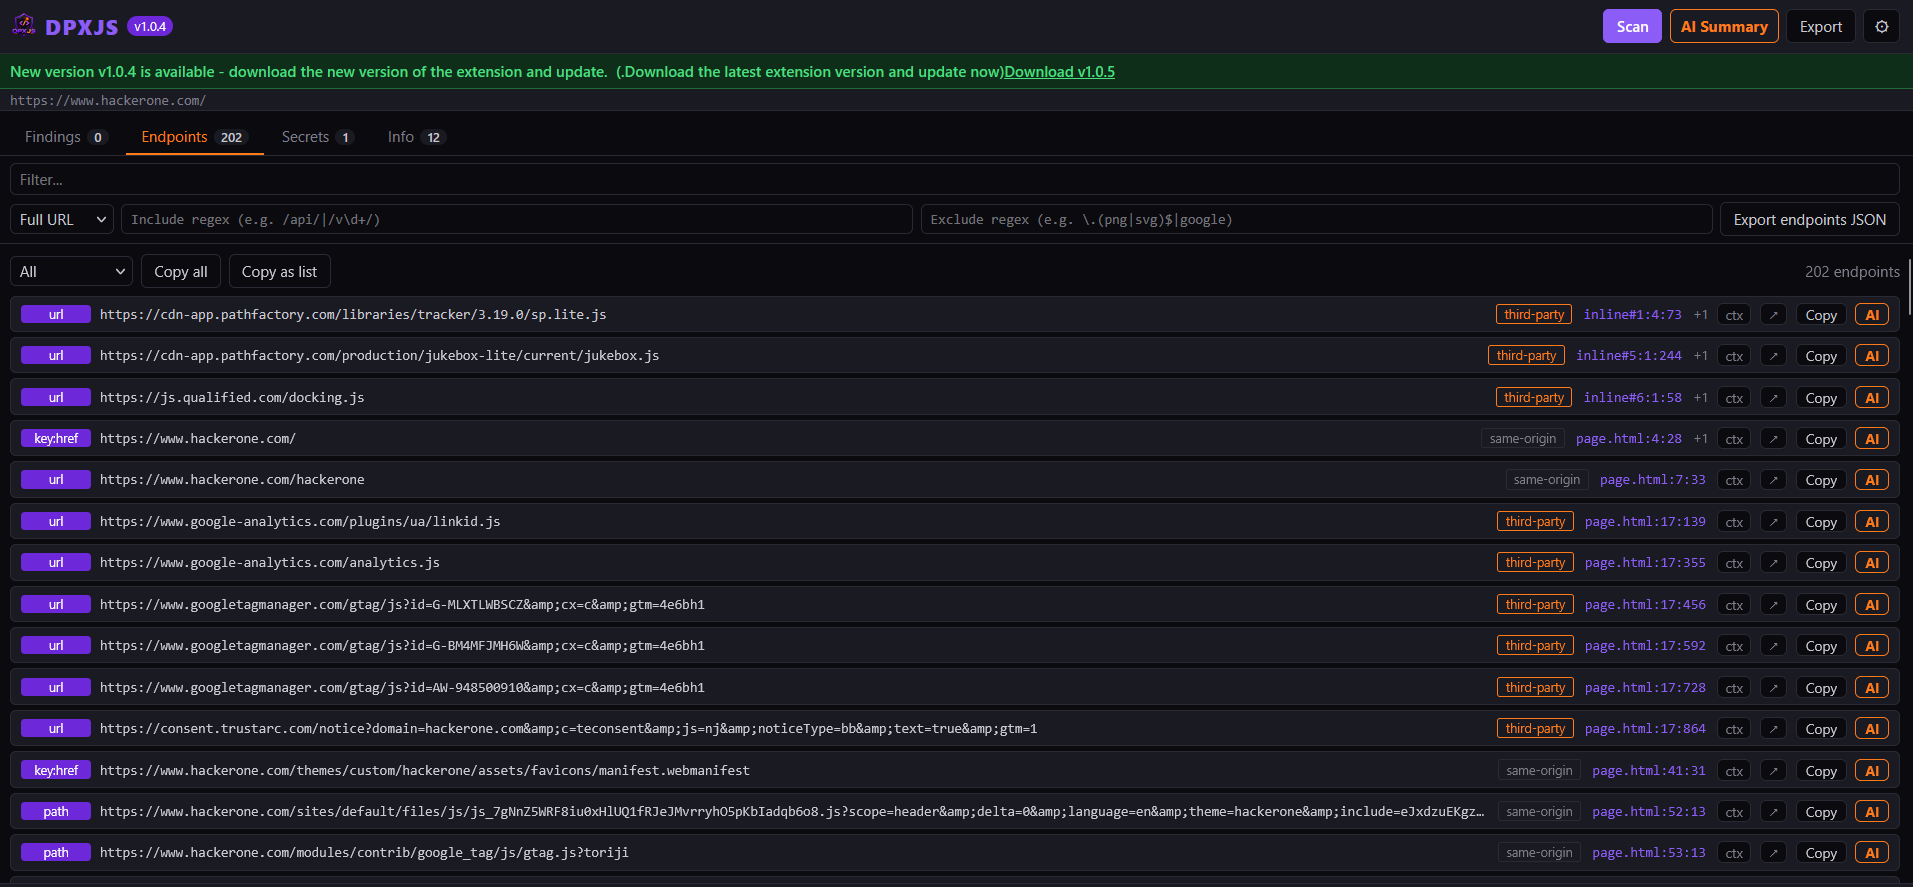 DPXJS v1.0.4 Scan AI Summary Export
New version v1.0.4 is available - download the new version of the extension and update. (.Download the latest extension version and update now)Download v1.0.5
https://www.hackerone.com/
Findings 0 Endpoints 202 Secrets 1 Info 12
Filter...
Full URL Include regex (e.g. /api/|/v\d+/) Exclude regex (e.g. \.(png|svg)$|google) Export endpoints JSON
All Copy all Copy as list 202 endpoints
url https://cdn-app.pathfactory.com/libraries/tracker/3.19.0/sp.lite.js third-party inline#1:4:73 +1 ctx ↗ Copy AI
url https://cdn-app.pathfactory.com/production/jukebox-lite/current/jukebox.js third-party inline#5:1:244 +1 ctx ↗ Copy AI
url https://js.qualified.com/docking.js third-party inline#6:1:58 +1 ctx ↗ Copy AI
key:href https://www.hackerone.com/ same-origin page.html:4:28 +1 ctx ↗ Copy AI
url https://www.hackerone.com/hackerone same-origin page.html:7:33 ctx ↗ Copy AI
url https://www.google-analytics.com/plugins/ua/linkid.js third-party page.html:17:139 ctx ↗ Copy AI
url https://www.google-analytics.com/analytics.js third-party page.html:17:355 ctx ↗ Copy AI
url https://www.googletagmanager.com/gtag/js?id=G-MLXTLWBSCZ&amp;cx=c&amp;gtm=4e6bh1 third-party page.html:17:456 ctx ↗ Copy AI
url https://www.googletagmanager.com/gtag/js?id=G-BM4MFJMH6W&amp;cx=c&amp;gtm=4e6bh1 third-party page.html:17:592 ctx ↗ Copy AI
url https://www.googletagmanager.com/gtag/js?id=AW-948500910&amp;cx=c&amp;gtm=4e6bh1 third-party page.html:17:728 ctx ↗ Copy AI
url https://consent.trustarc.com/notice?domain=hackerone.com&amp;c=teconsent&amp;js=nj&amp;noticeType=bb&amp;text=true&amp;gtm=1 third-party page.html:17:864 ctx ↗ Copy AI
key:href https://www.hackerone.com/themes/custom/hackerone/assets/favicons/manifest.webmanifest same-origin page.html:41:31 ctx ↗ Copy AI
path https://www.hackerone.com/sites/default/files/js/js_7gNnZ5WRF8iu0xHlUQ1fRJeJMvrryhO5pKbIadqb6o8.js?scope=header&amp;delta=0&amp;language=en&amp;theme=hackerone&amp;include=eJxdzuEKgz… same-origin page.html:52:13 ctx ↗ Copy AI
path https://www.hackerone.com/modules/contrib/google_tag/js/gtag.js?toriji same-origin page.html:53:13 ctx ↗ Copy AI